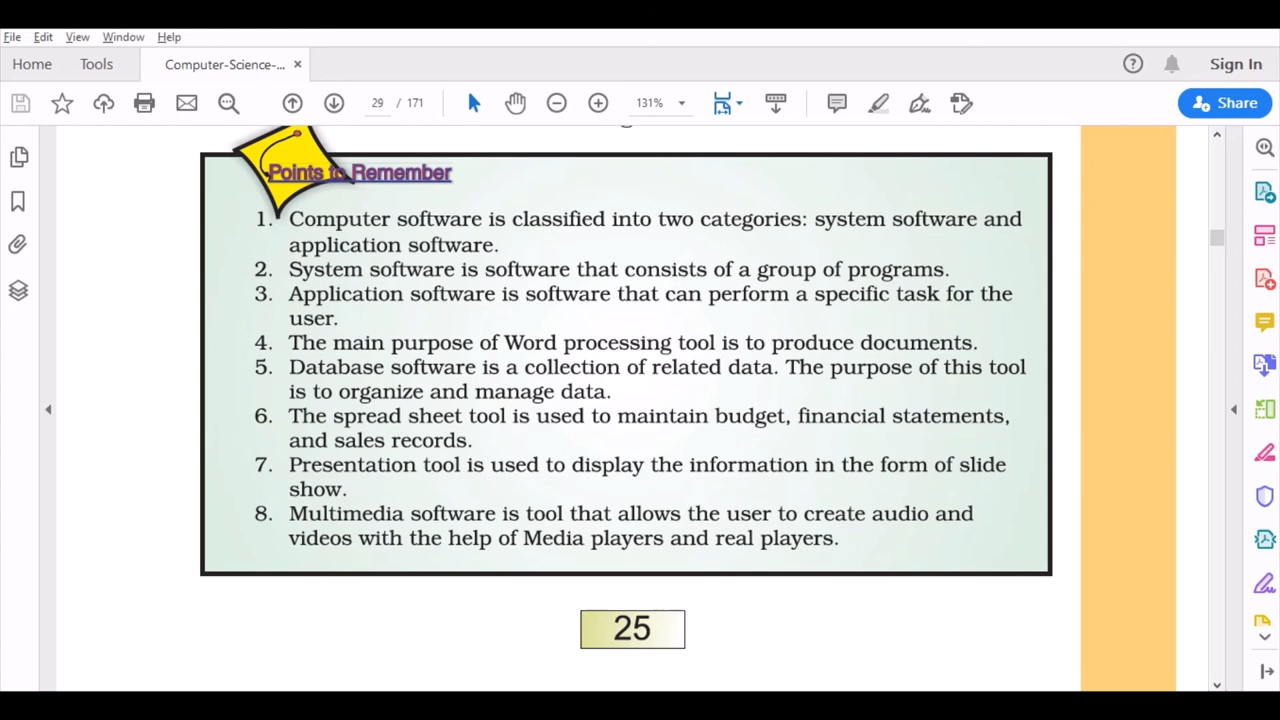 File Edit View Window Help
Home Tools Computer-Science-... × Sign In
29 / 171 131% Share
Points to Remember
1. Computer software is classified into two categories: system software and
application software.
2. System software is software that consists of a group of programs.
3. Application software is software that can perform a specific task for the
user.
4. The main purpose of Word processing tool is to produce documents.
5. Database software is a collection of related data. The purpose of this tool
is to organize and manage data.
6. The spread sheet tool is used to maintain budget, financial statements,
and sales records.
7. Presentation tool is used to display the information in the form of slide
show.
8. Multimedia software is tool that allows the user to create audio and
videos with the help of Media players and real players.
25